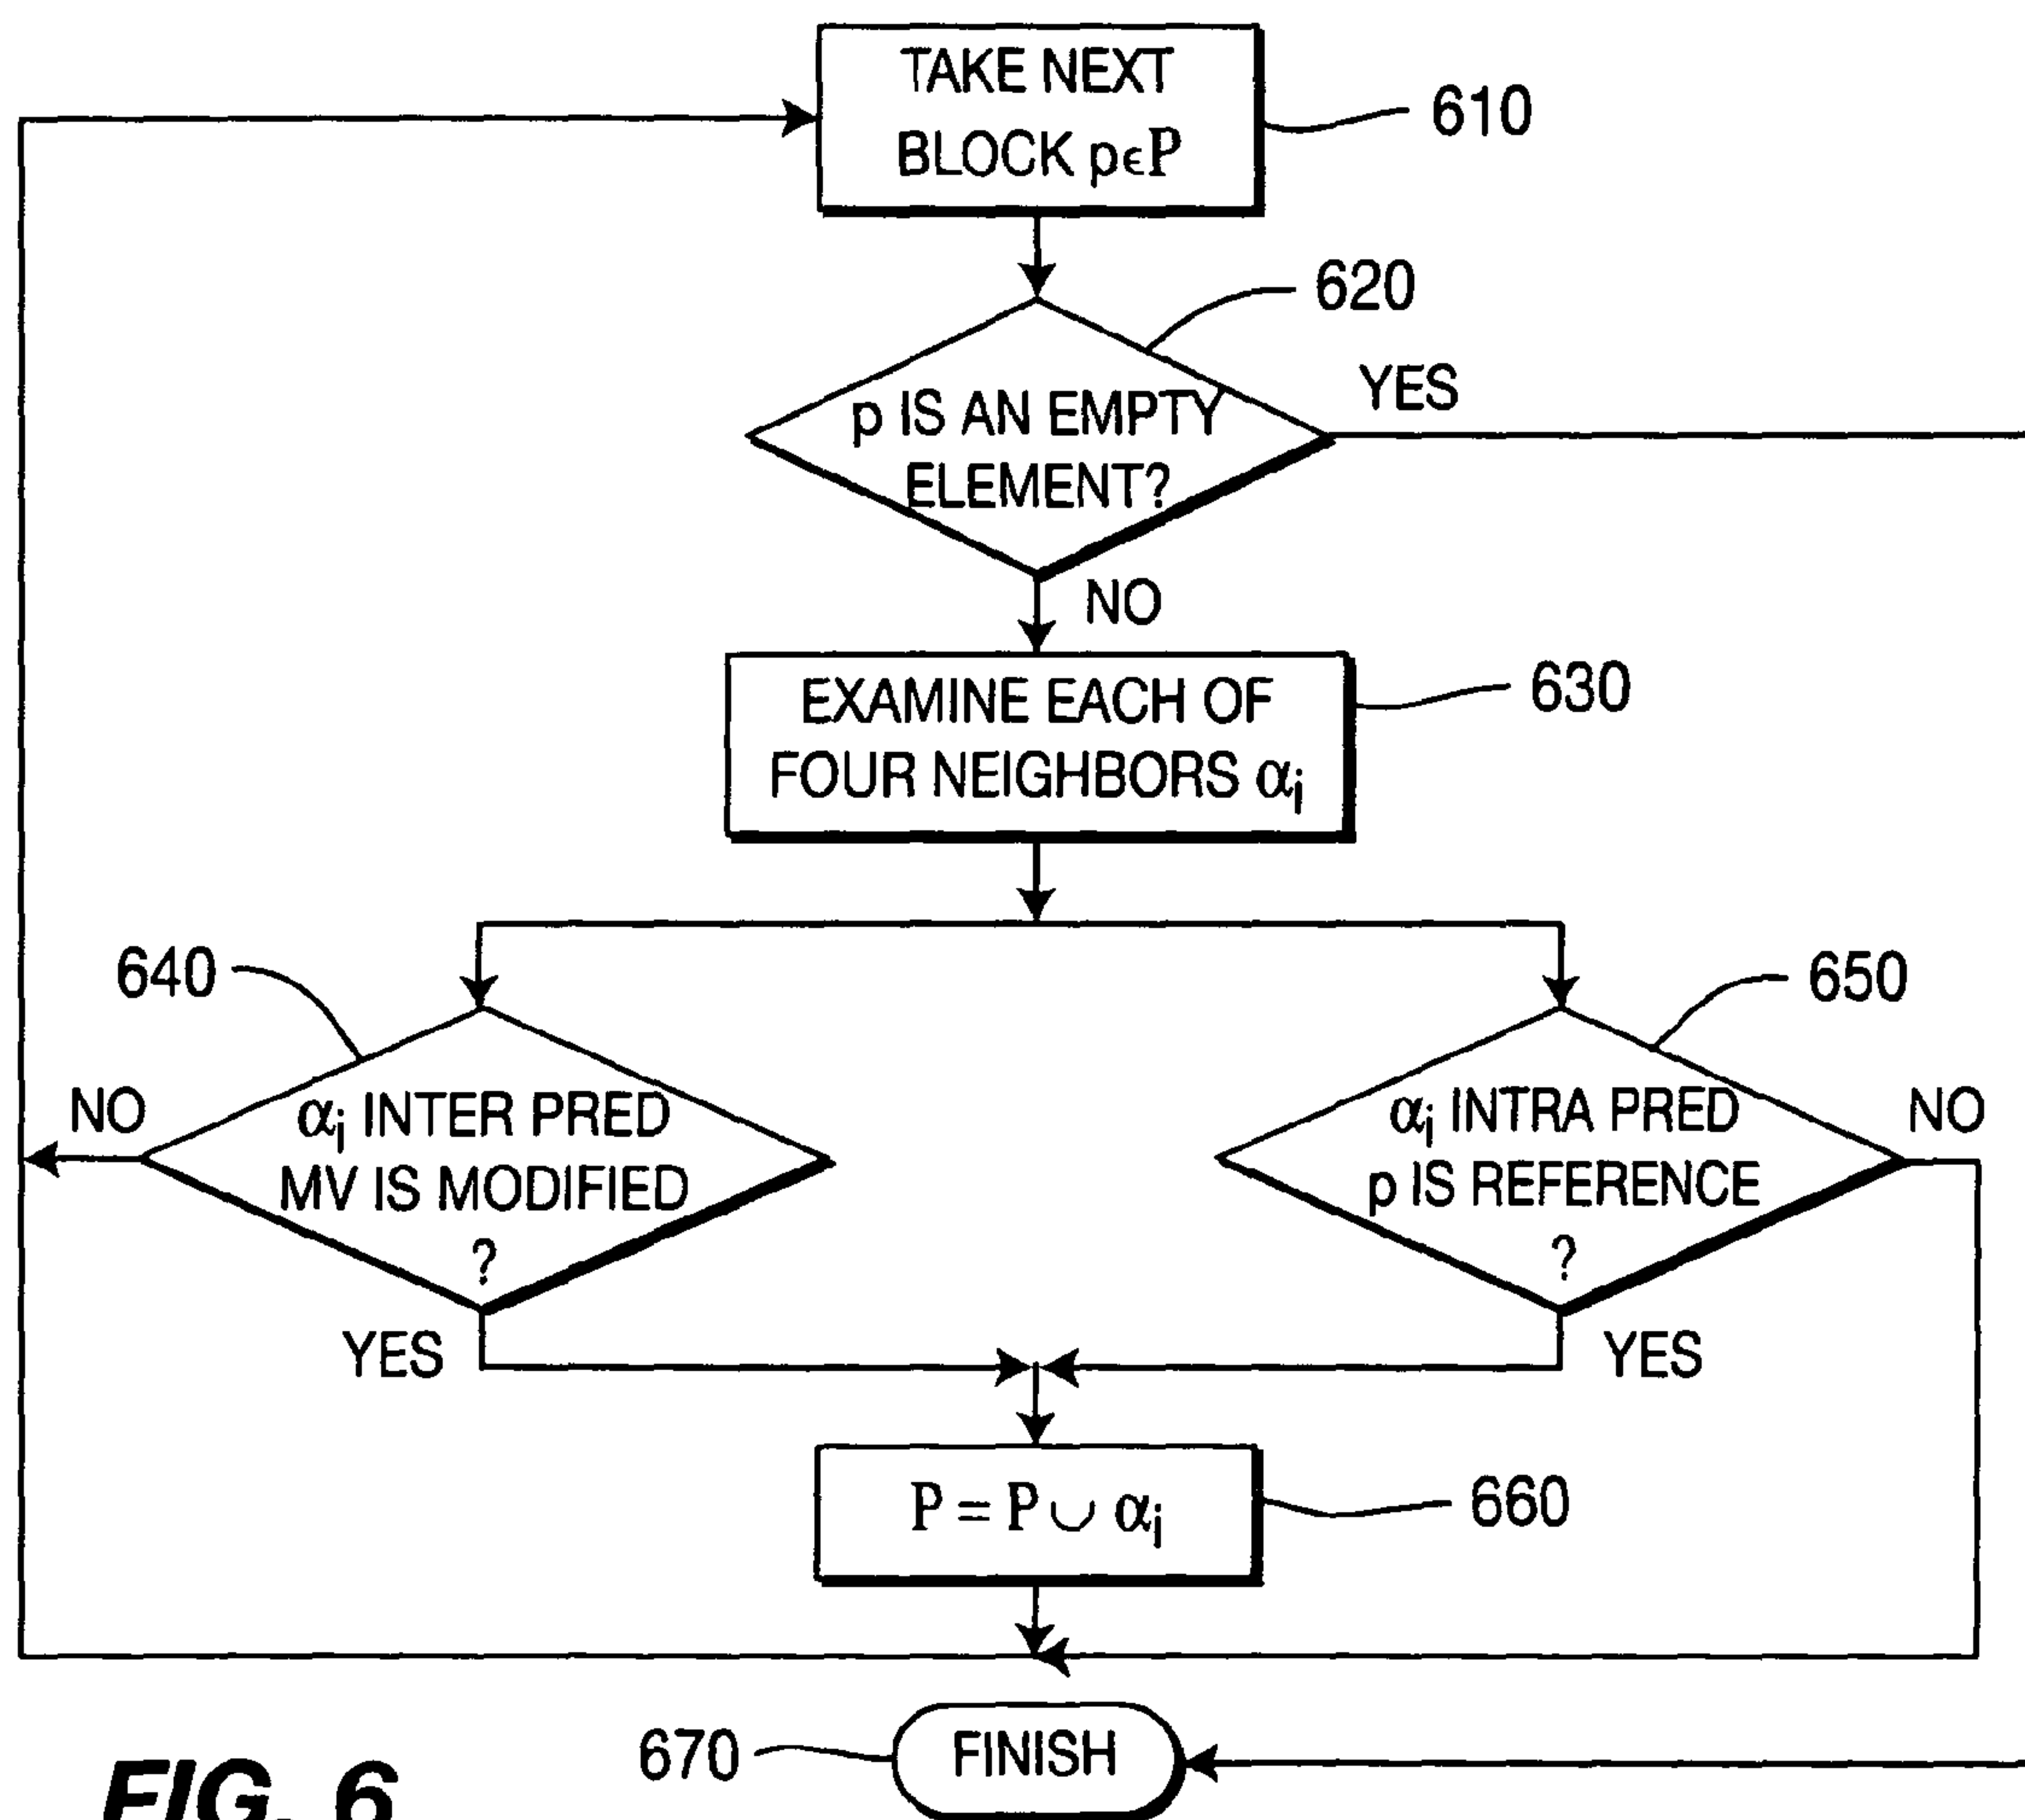 TAKE NEXT
BLOCK pϵP
610
620
p IS AN EMPTY
ELEMENT?
YES
NO
EXAMINE EACH OF
FOUR NEIGHBORS αi
630
640
αi INTER PRED
MV IS MODIFIED
?
NO
YES
650
αi INTRA PRED
p IS REFERENCE
?
NO
YES
P = P ∪ αi
660
670
FINISH
FIG. 6